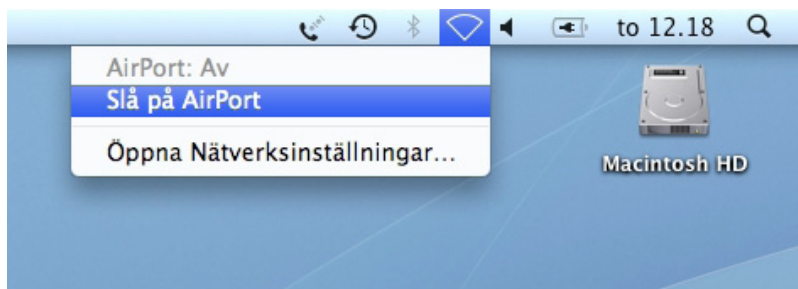 to 12.18
AirPort: Av
Slå på AirPort
Öppna Nätverksinställningar...
Macintosh HD